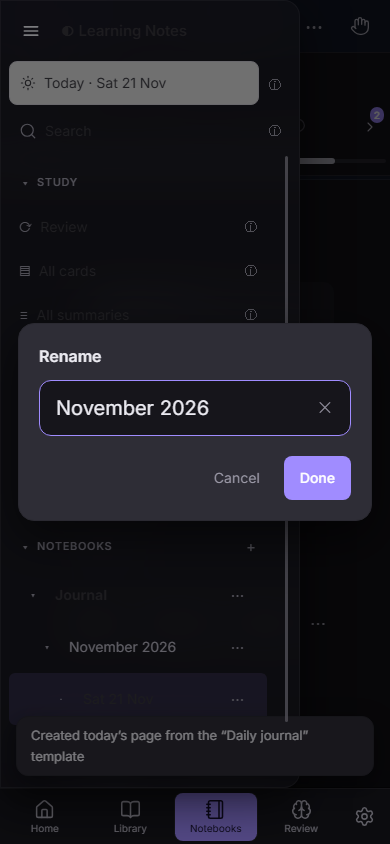 Learning Notes
Today · Sat 21 Nov
Search
STUDY
Review
All cards
All summaries
Rename
November 2026
Cancel
Done
NOTEBOOKS
Journal
November 2026
Sat 21 Nov
Created today's page from the “Daily journal”
template
2
Home
Library
Notebooks
Review